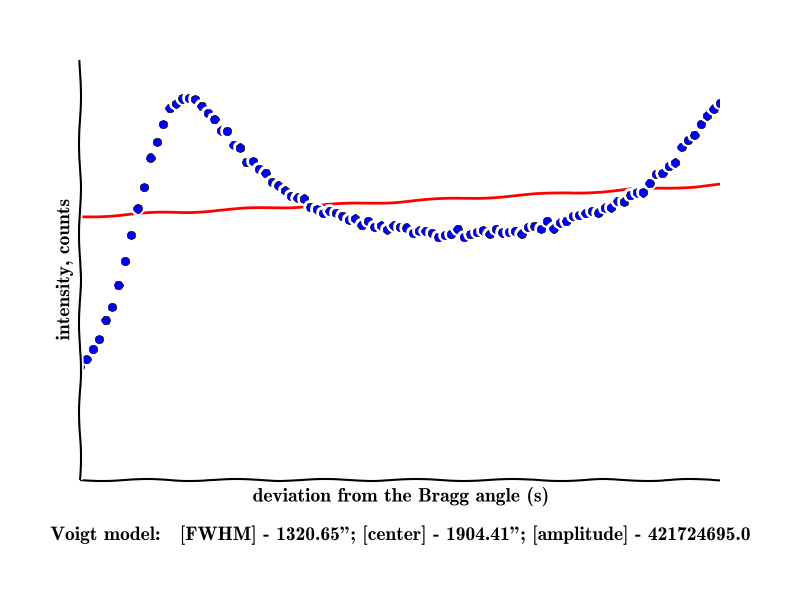 intensity, counts
deviation from the Bragg angle (s)
Voigt model: [FWHM] - 1320.65”; [center] - 1904.41”; [amplitude] - 421724695.0